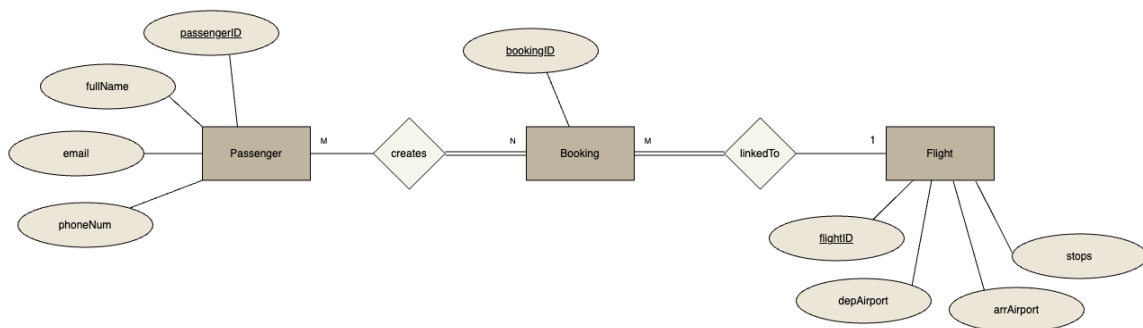 passengerID
fullName
email
phoneNum
Passenger
M
creates
N
bookingID
Booking
M
linkedTo
1
Flight
flightID
depAirport
arrAirport
stops